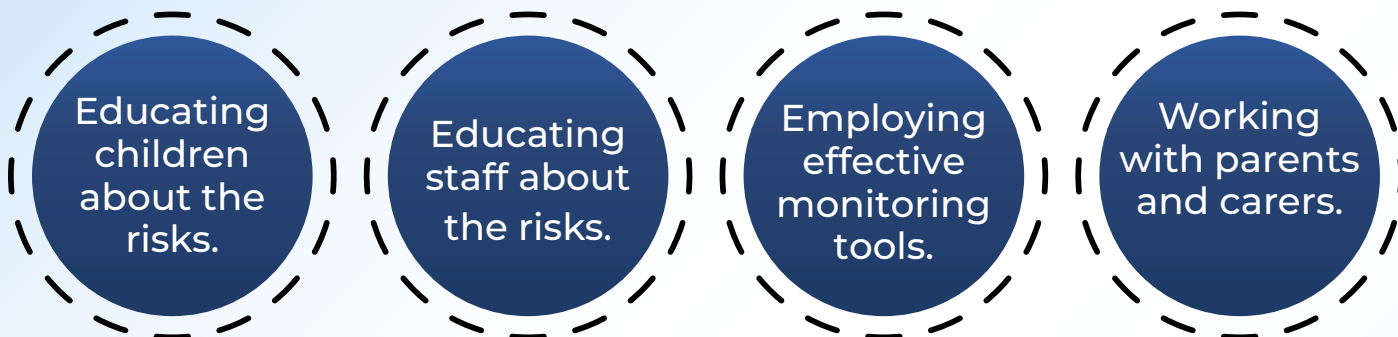 Educating
children
about the
risks.
Educating
staff about
the risks.
Employing
effective
monitoring
tools.
Working
with parents
and carers.